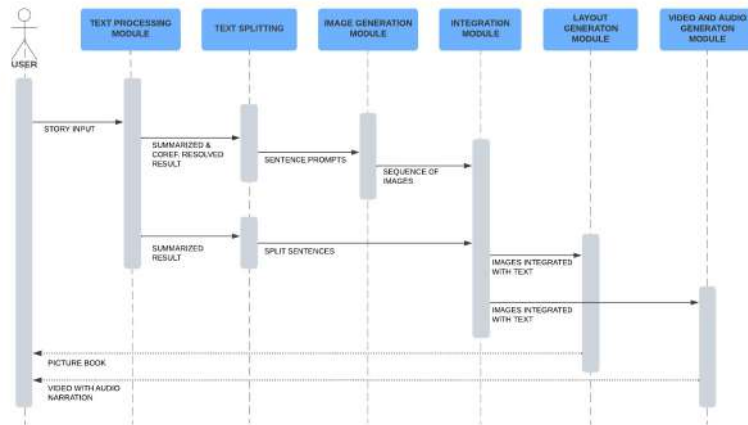 TEXT PROCESSING
MODULE
TEXT SPLITTING
IMAGE GENERATION
MODULE
INTEGRATION
MODULE
LAYOUT
GENERATON
MODULE
VIDEO AND AUDIO
GENERATON
MODULE
USER
STORY INPUT
SUMMARIZED &
COREF. RESOLVED
RESULT
SENTENCE PROMPTS
SEQUENCE OF
IMAGES
SUMMARIZED
RESULT
SPLIT SENTENCES
IMAGES INTEGRATED
WITH TEXT
IMAGES INTEGRATED
WITH TEXT
PICTURE BOOK
VIDEO WITH AUDIO
NARRATION